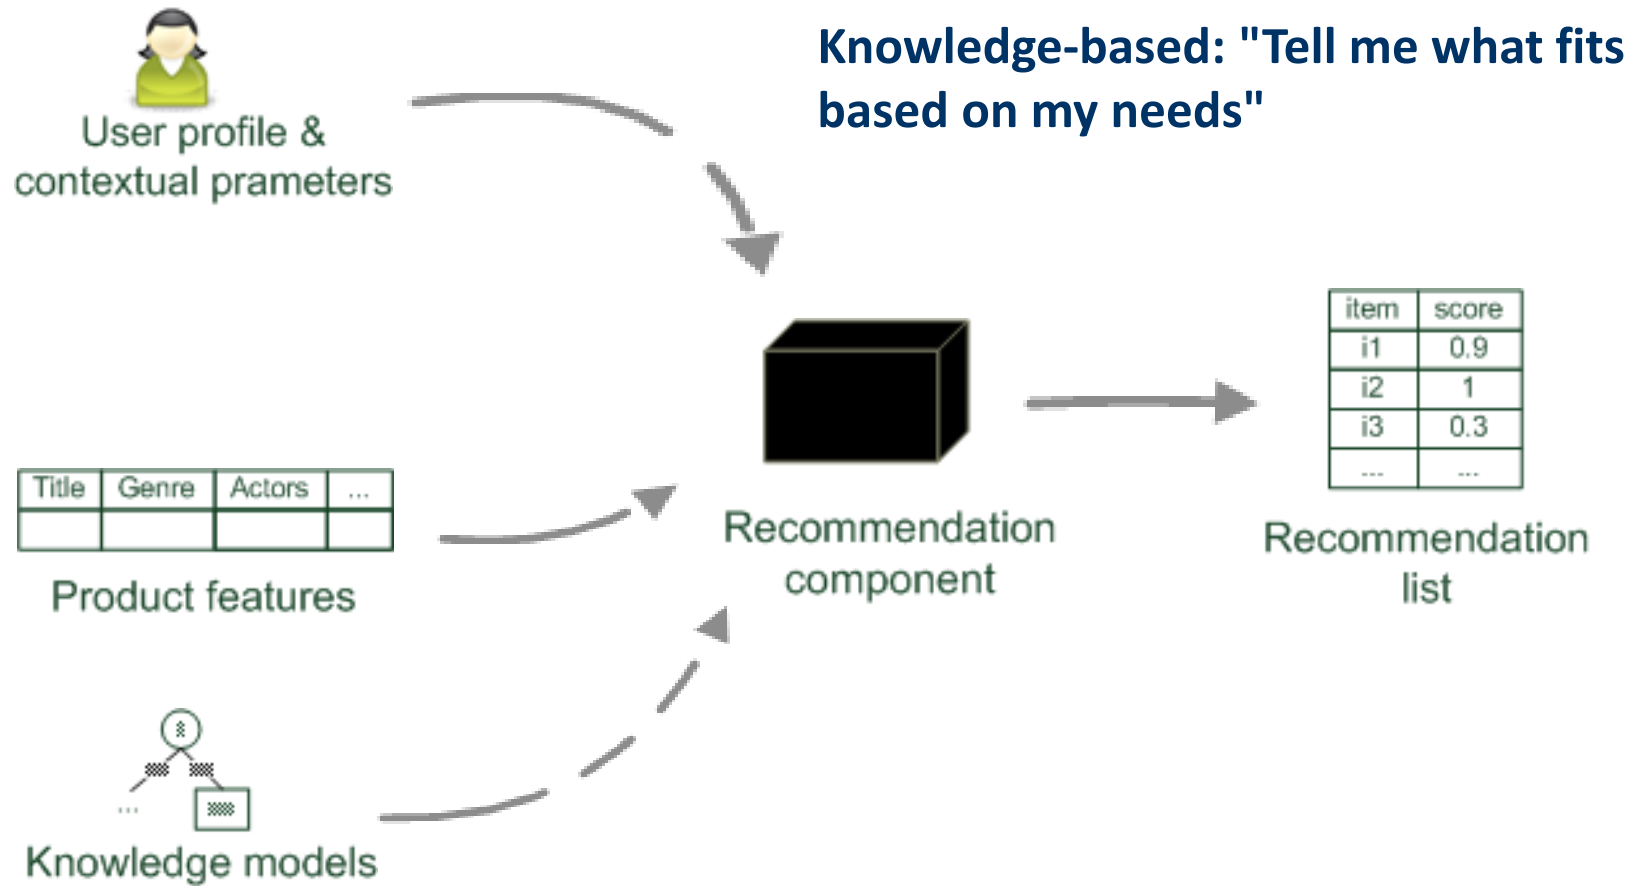 Knowledge-based: "Tell me what fits
based on my needs"
User profile &
contextual prameters
Title Genre Actors ...
Product features
Knowledge models
...
Recommendation
component
item score
i1 0.9
i2 1
i3 0.3
... ...
Recommendation
list